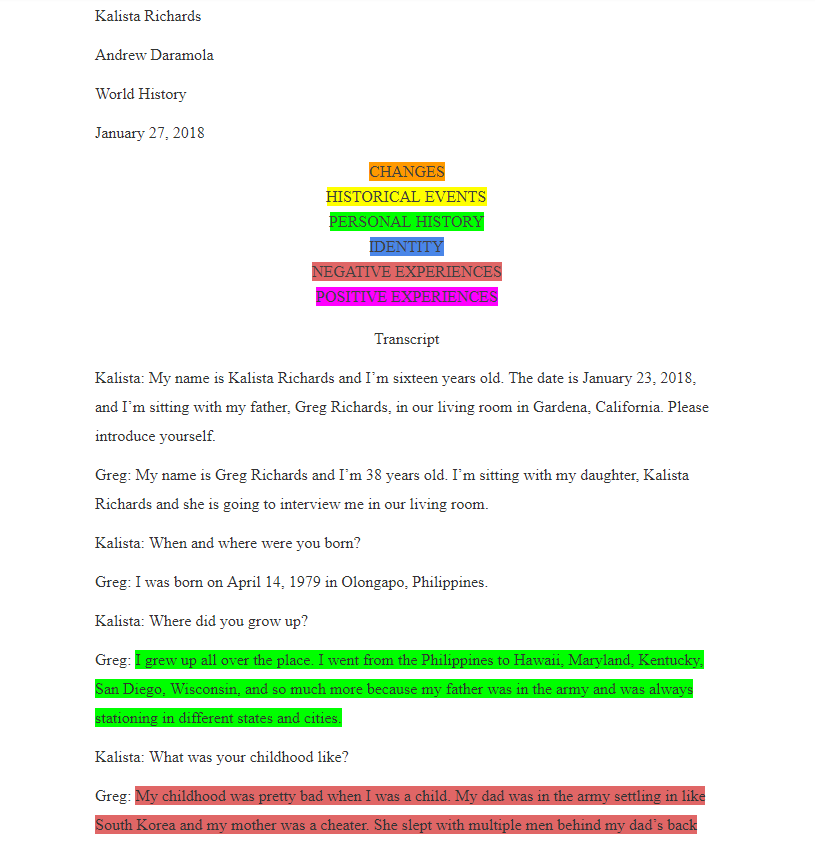 Kalista Richards
Andrew Daramola
World History
January 27, 2018
CHANGES
HISTORICAL EVENTS
PERSONAL HISTORY
IDENTITY
NEGATIVE EXPERIENCES
POSITIVE EXPERIENCES
Transcript
Kalista: My name is Kalista Richards and I’m sixteen years old. The date is January 23, 2018,
and I’m sitting with my father, Greg Richards, in our living room in Gardena, California. Please
introduce yourself.
Greg: My name is Greg Richards and I’m 38 years old. I’m sitting with my daughter, Kalista
Richards and she is going to interview me in our living room.
Kalista: When and where were you born?
Greg: I was born on April 14, 1979 in Olongapo, Philippines.
Kalista: Where did you grow up?
Greg: I grew up all over the place. I went from the Philippines to Hawaii, Maryland, Kentucky,
San Diego, Wisconsin, and so much more because my father was in the army and was always
stationing in different states and cities.
Kalista: What was your childhood like?
Greg: My childhood was pretty bad when I was a child. My dad was in the army settling in like
South Korea and my mother was a cheater. She slept with multiple men behind my dad’s back